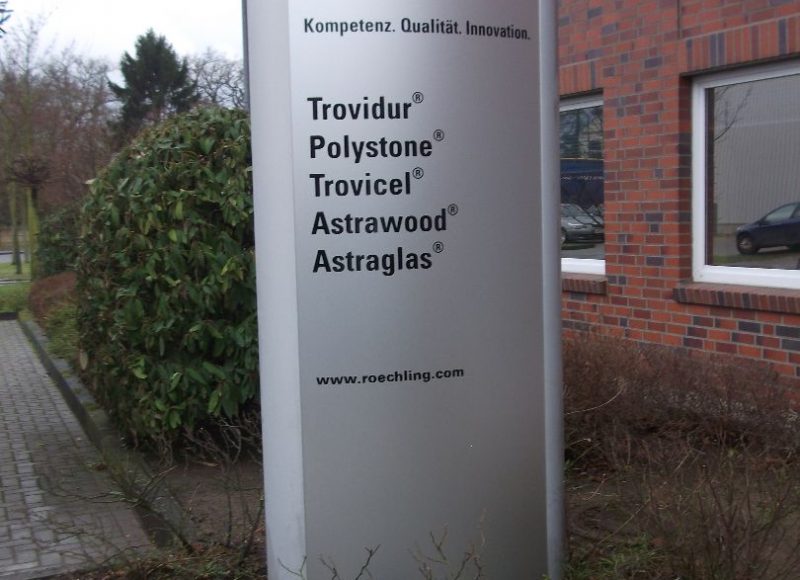 Kompetenz. Qualität. Innovation.
Trovidur®
Polystone®
Trovicel®
Astrawood®
Astraglas®
www.roechling.com